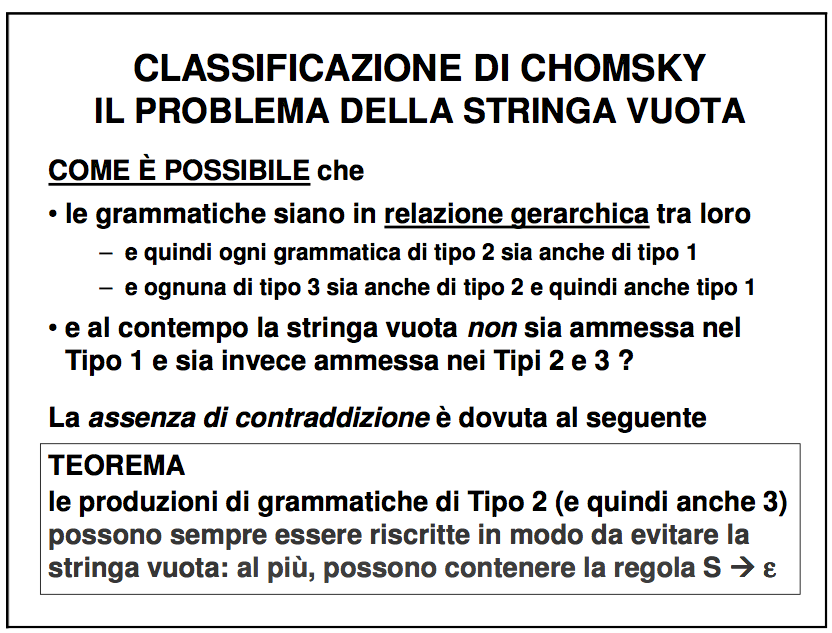 CLASSIFICAZIONE DI CHOMSKY
IL PROBLEMA DELLA STRINGA VUOTA
COME È POSSIBILE che
• le grammatiche siano in relazione gerarchica tra loro
– e quindi ogni grammatica di tipo 2 sia anche di tipo 1
– e ognuna di tipo 3 sia anche di tipo 2 e quindi anche tipo 1
• e al contempo la stringa vuota non sia ammessa nel
Tipo 1 e sia invece ammessa nei Tipi 2 e 3 ?
La assenza di contraddizione è dovuta al seguente
TEOREMA
le produzioni di grammatiche di Tipo 2 (e quindi anche 3)
possono sempre essere riscritte in modo da evitare la
stringa vuota: al più, possono contenere la regola S → ε